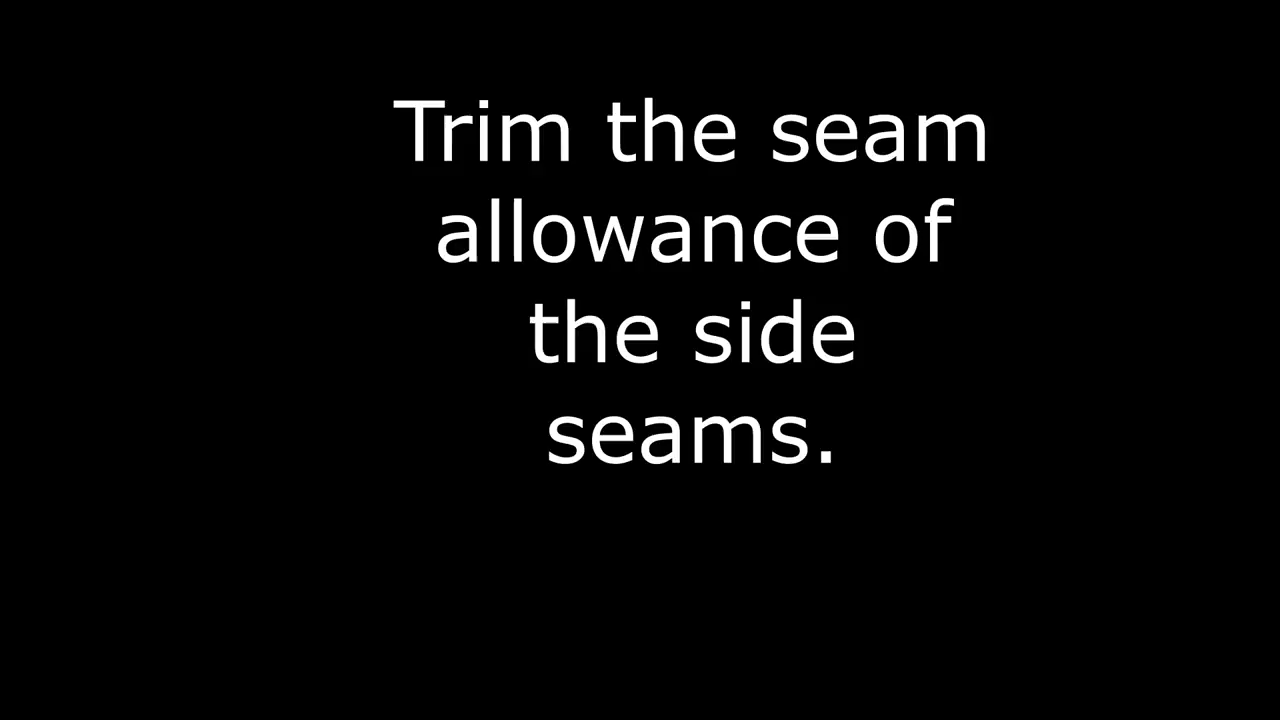 Trim the seam
allowance of
the side
seams.